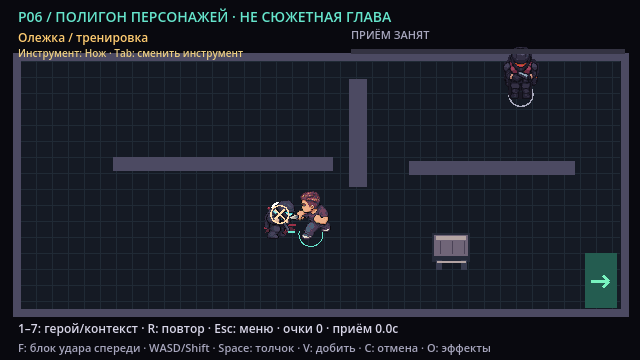 P06 / ПОЛИГОН ПЕРСОНАЖЕЙ · НЕ СЮЖЕТНАЯ ГЛАВА
Олежка / тренировка
ПРИЁМ ЗАНЯТ
Инструмент: Нож · Tab: сменить инструмент
1–7: герой/контекст · R: повтор · Esc: меню · очки 0 · приём 0.0с
F: блок удара спереди · WASD/Shift · Space: толчок · V: добить · C: отмена · O: эффекты